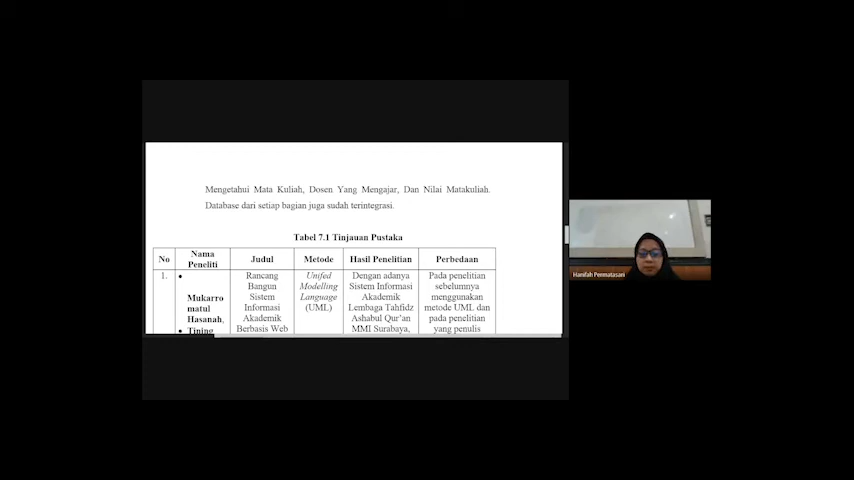 Mengetahui Mata Kuliah, Dosen Yang Mengajar, Dan Nilai Matakuliah.
Database dari setiap bagian juga sudah terintegrasi.
Tabel 7.1 Tinjauan Pustaka
No
Nama
Peneliti
Judul
Metode
Hasil Penelitian
Perbedaan
1.
Mukarro
matul
Hasanah,
Tining
Rancang
Bangun
Sistem
Informasi
Akademik
Berbasis Web
Unifed
Modelling
Language
(UML)
Dengan adanya
Sistem Informasi
Akademik
Lembaga Tahfidz
Ashabul Qur'an
MMI Surabaya,
Pada penelitian
sebelumnya
menggunakan
metode UML dan
pada penelitian
yang penulis
Hanifah Permatasari